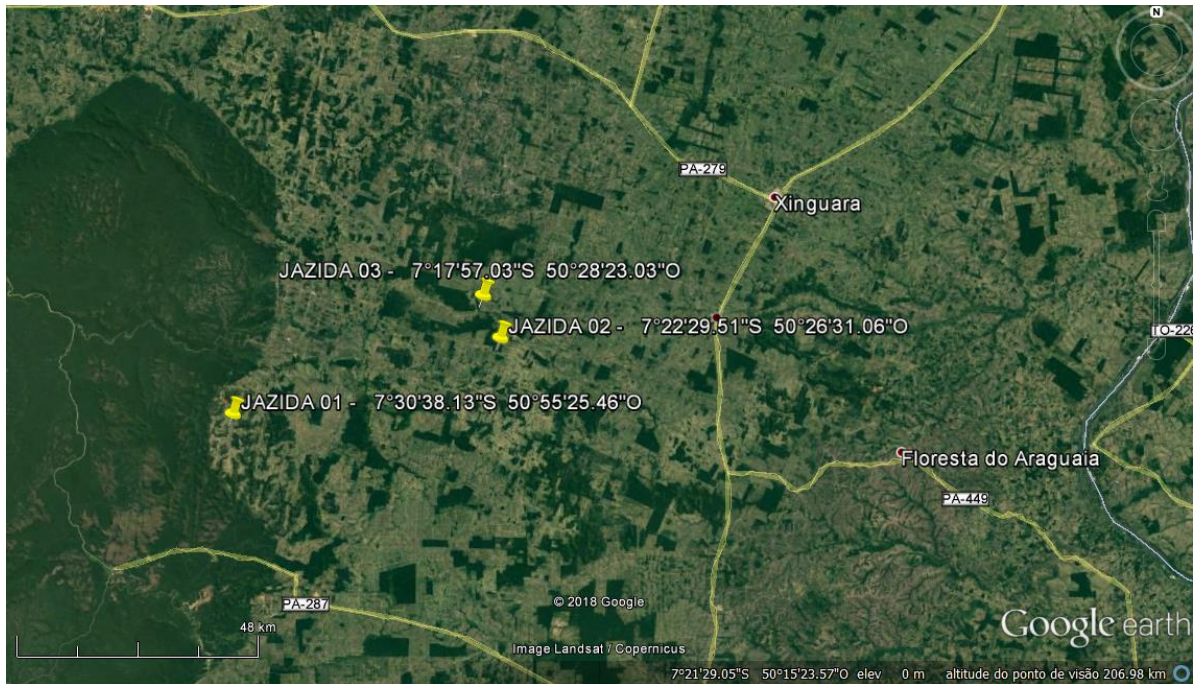 N
PA-279
Xinguara
JAZIDA 03 - 7°17'57.03"S 50°28'23.03"O
JAZIDA 02 - 7°22'29.51"S 50°26'31.06"O
JAZIDA 01 - 7°30'38.13"S 50°55'25.46"O
Floresta do Araguaia
PA-449
PA-287
© 2018 Google
48 km
Google earth
Image Landsat / Copernicus
7°21'29.05"S 50°15'23.57"O elev 0 m altitude do ponto de visão 206.98 km